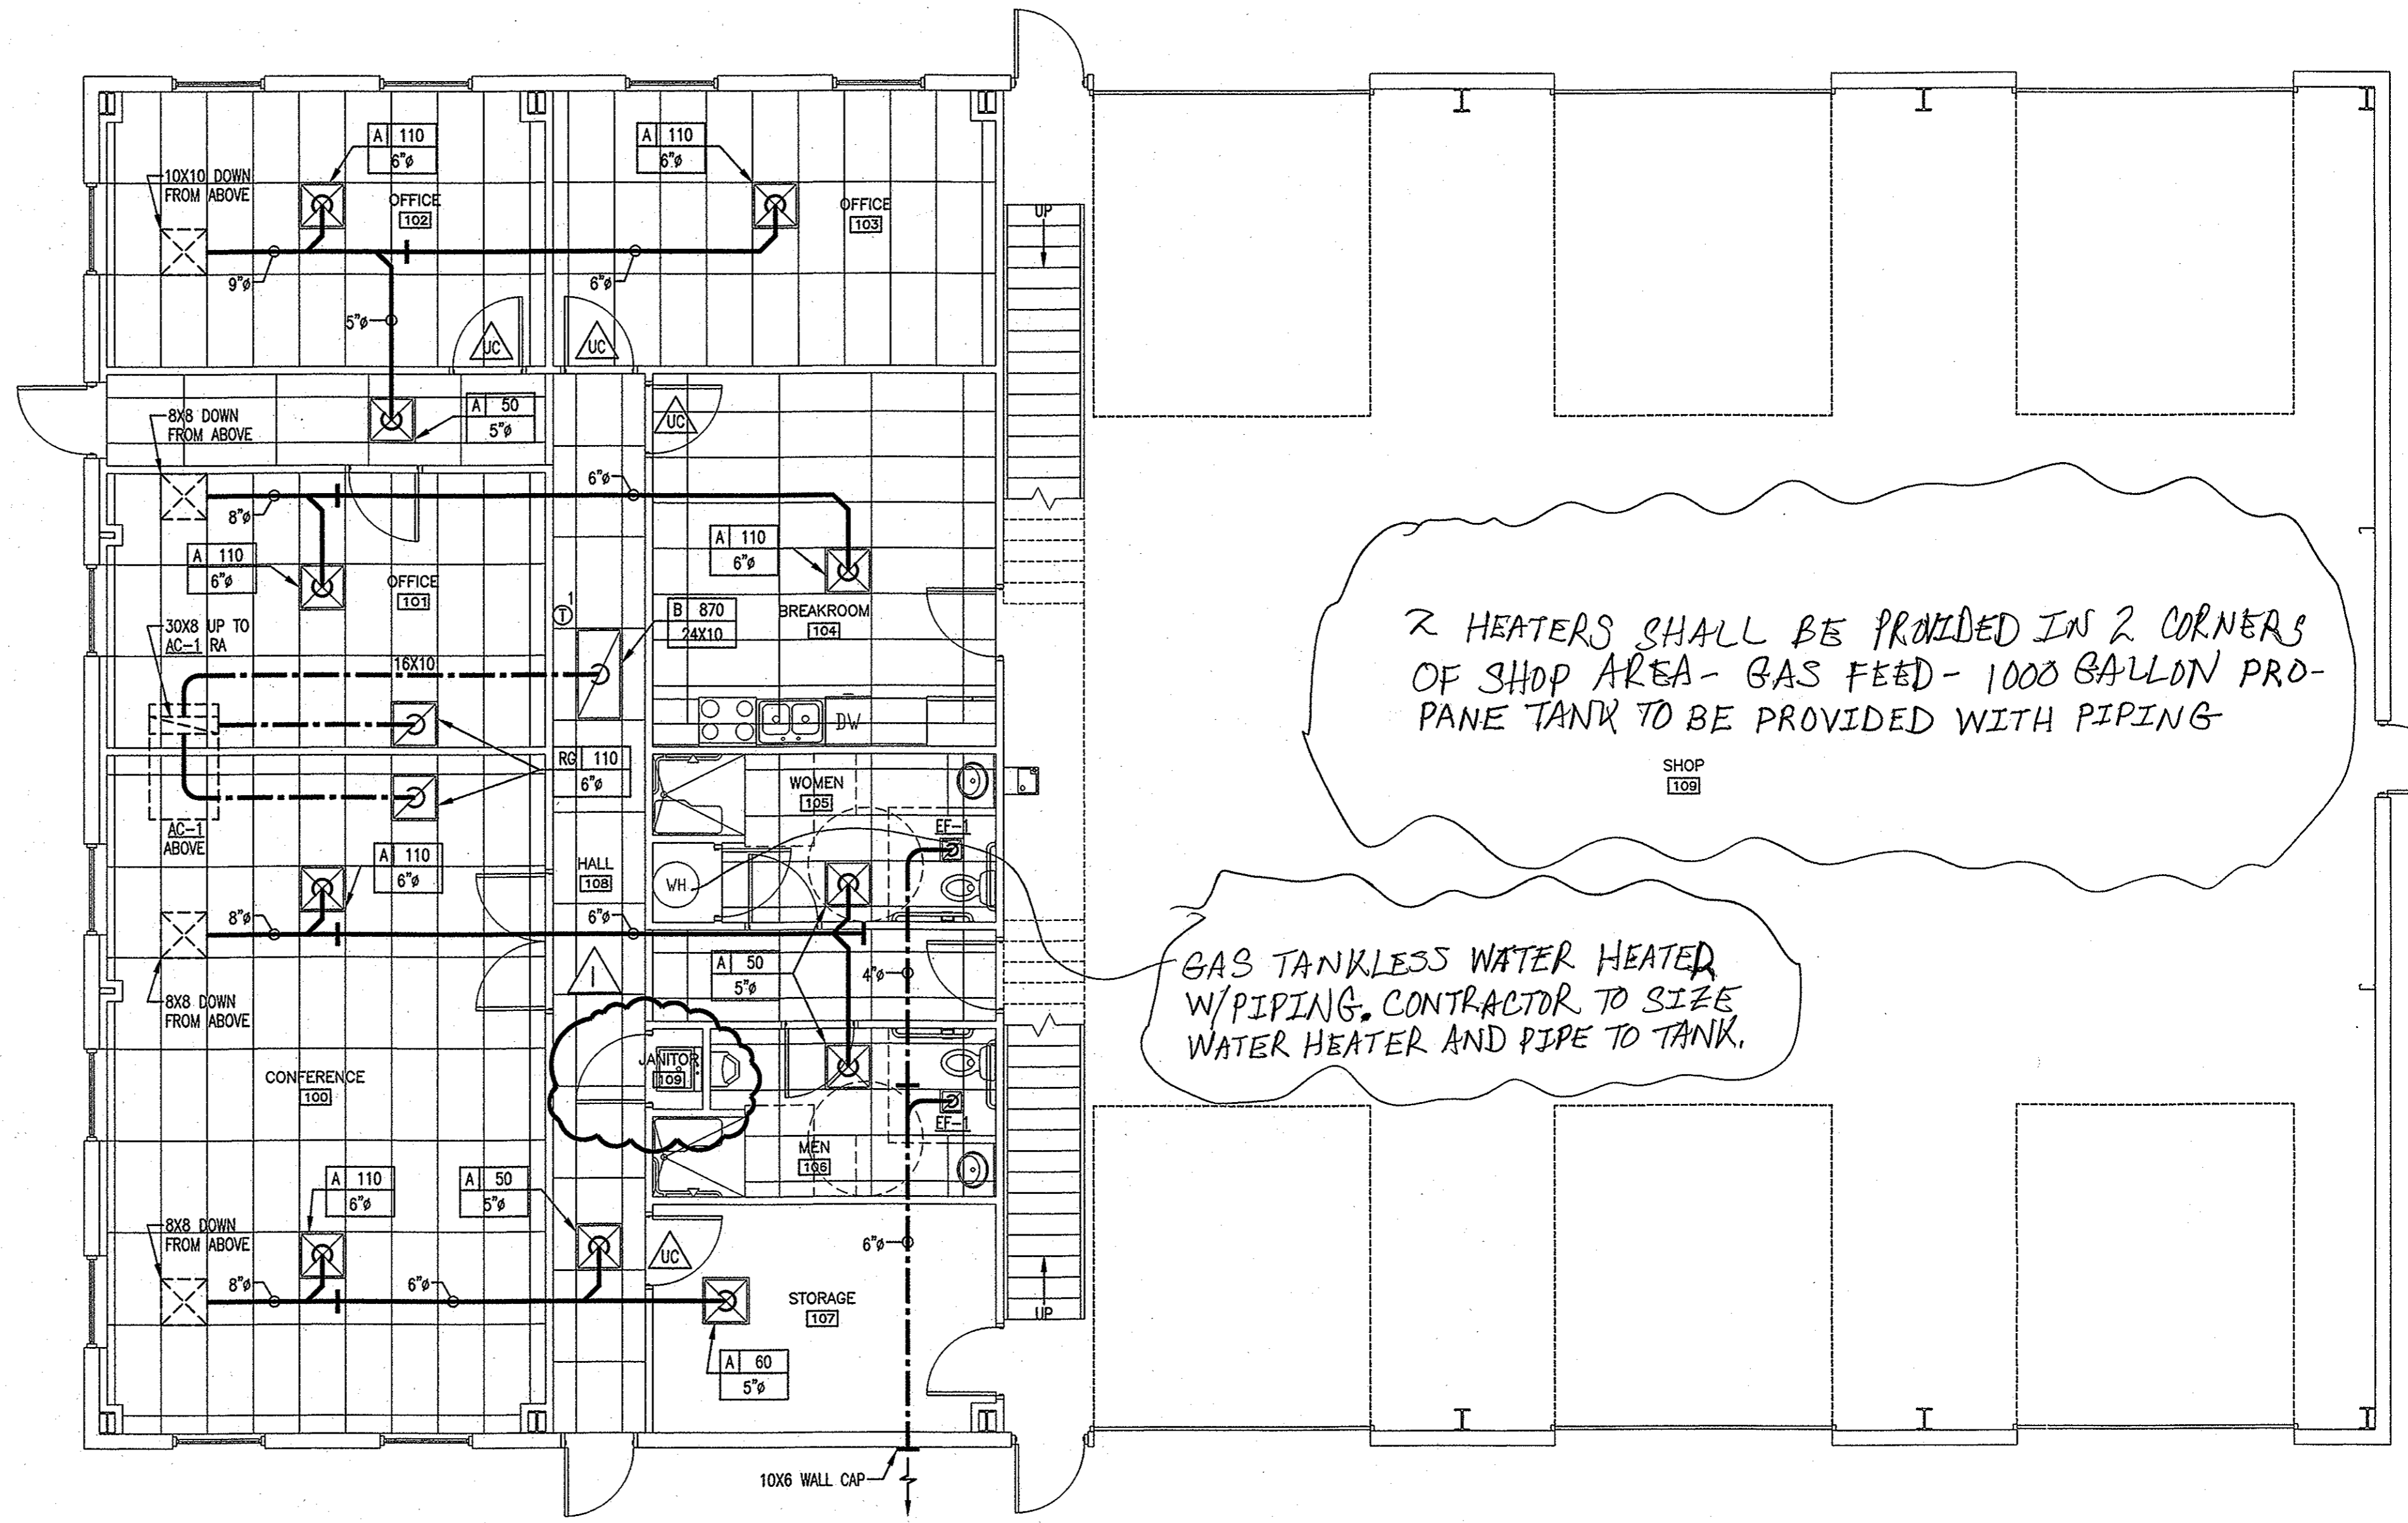 A 110
6"ø
A 110
6"ø
10X10 DOWN
FROM ABOVE
OFFICE
102
OFFICE
103
UP
9"ø
6"ø
5"ø
UC
UC
8X8 DOWN
FROM ABOVE
A 50
5"ø
UC
6"ø
8"ø
A 110
6"ø
A 110
6"ø
OFFICE
101
1
T
B 870
24X10
BREAKROOM
104
30X8 UP TO
AC-1 RA
16X10
DW
RG 110
6"ø
WOMEN
105
EF-1
AC-1
ABOVE
A 110
6"ø
HALL
108
WH
8"ø
6"ø
A 50
5"ø
4"ø
I
8X8 DOWN
FROM ABOVE
JANITOR
109
CONFERENCE
100
EF-1
MEN
106
A 110
6"ø
A 50
5"ø
8X8 DOWN
FROM ABOVE
UC
6"ø
8"ø
6"ø
STORAGE
107
UP
A 60
5"ø
10X6 WALL CAP
2 HEATERS SHALL BE PROVIDED IN 2 CORNERS
OF SHOP AREA- GAS FEED- 1000 GALLON PRO-
PANE TANK TO BE PROVIDED WITH PIPING
SHOP
109
GAS TANKLESS WATER HEATER
W/PIPING. CONTRACTOR TO SIZE
WATER HEATER AND PIPE TO TANK.